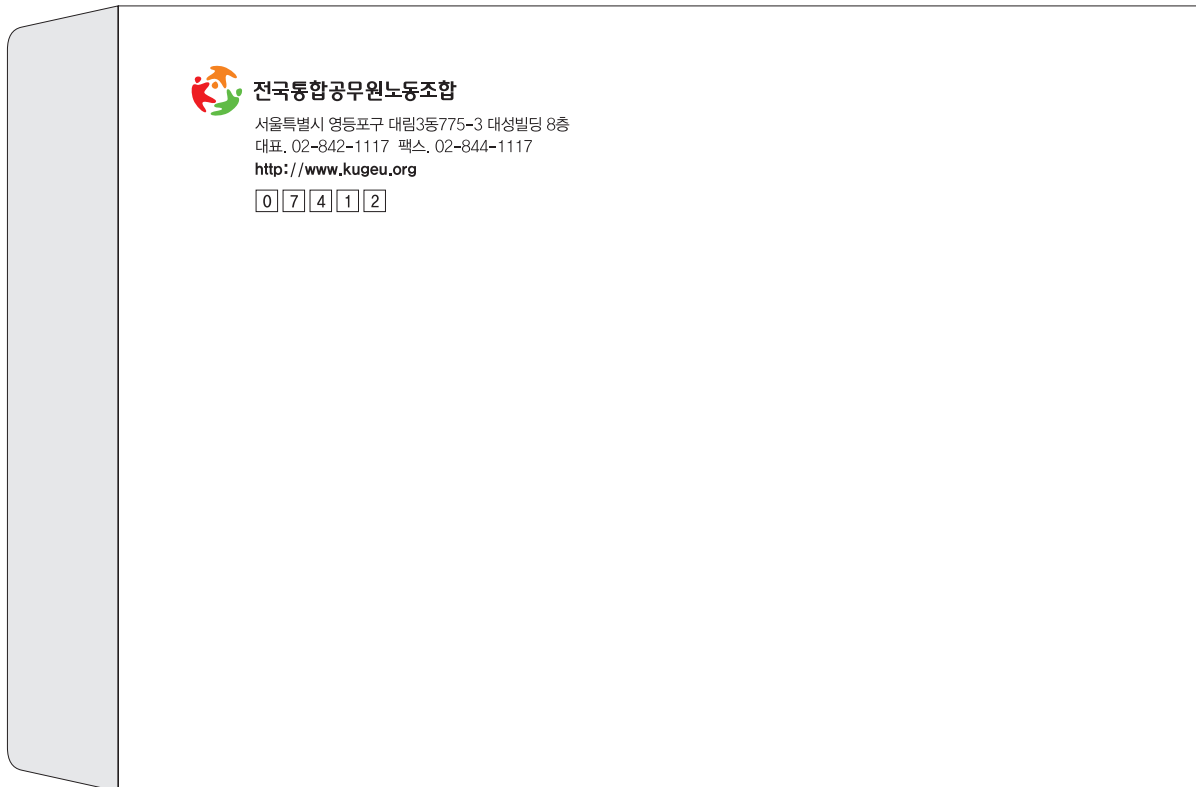 전국통합공무원노동조합
서울특별시 영등포구 대림3동775-3 대성빌딩 8층
대표. 02-842-1117 팩스. 02-844-1117
http://www.kugeu.org
0 7 4 1 2